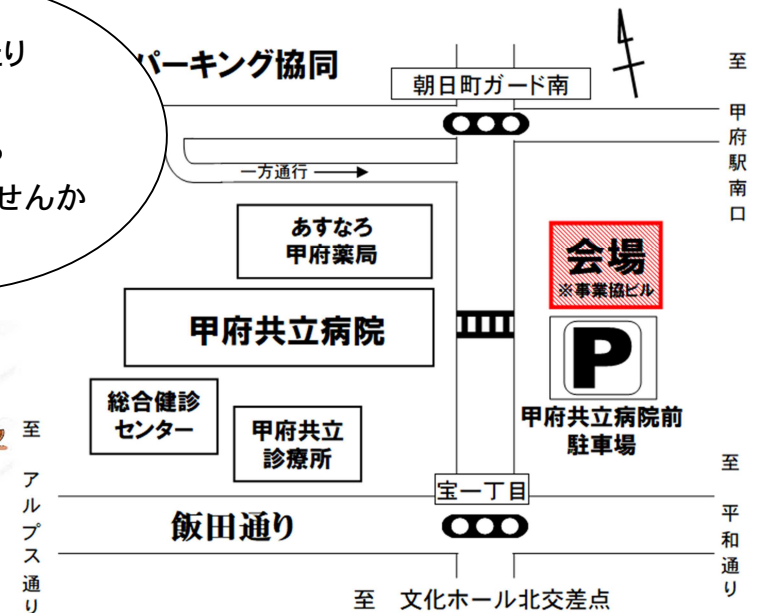 り
せんか
パーキング協同
朝日町ガード南
至 甲府駅南口
一方通行
あすなろ
甲府薬局
会場
※事業協ビル
甲府共立病院
P
甲府共立病院前
駐車場
総合健診
センター
甲府共立
診療所
至 アルプス通り
宝一丁目
至 平和通り
飯田通り
至 文化ホール北交差点